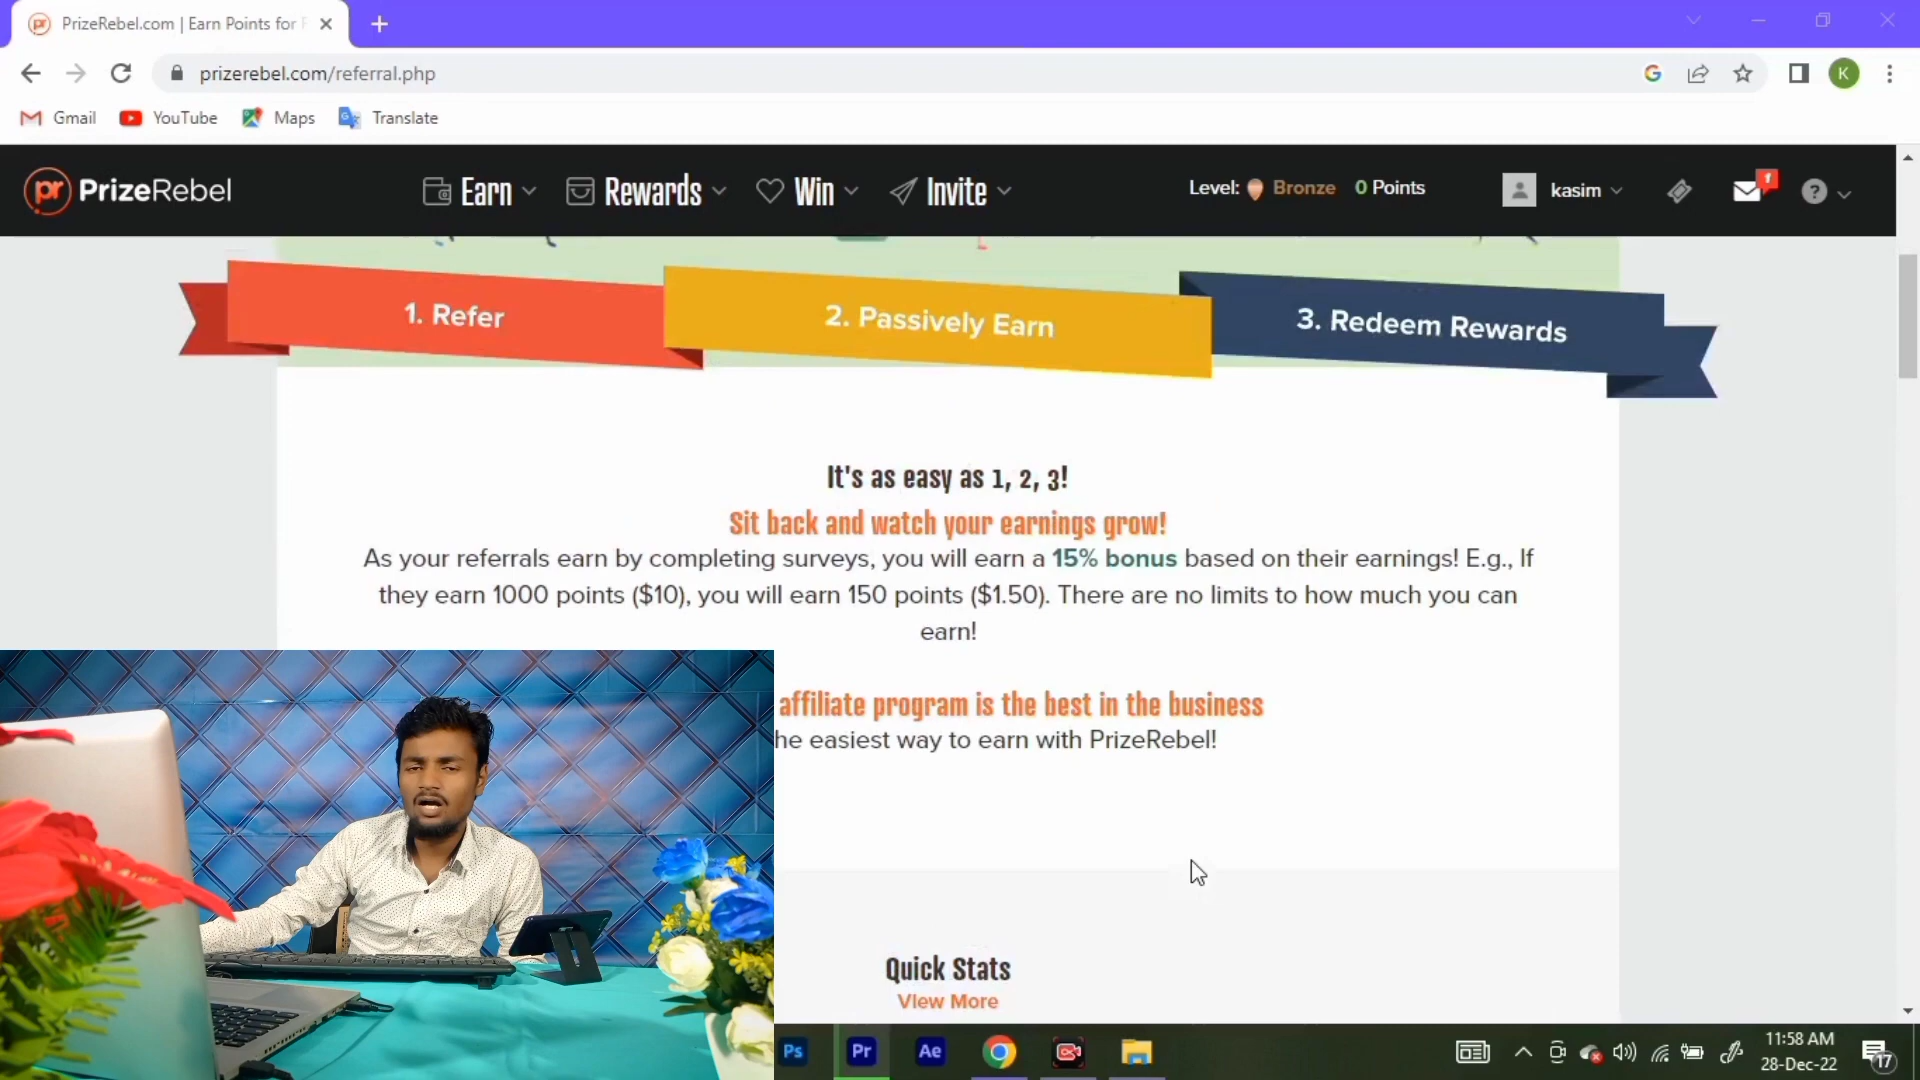 PrizeRebel.com | Earn Points for
prizerebel.com/referral.php
K
Gmail
YouTube
Maps
Translate
pr PrizeRebel
Earn
Rewards
Win
Invite
Level: Bronze 0 Points
kasim
1. Refer
2. Passively Earn
3. Redeem Rewards
It's as easy as 1, 2, 3!
Sit back and watch your earnings grow!
As your referrals earn by completing surveys, you will earn a 15% bonus based on their earnings! E.g., If
they earn 1000 points ($10), you will earn 150 points ($1.50). There are no limits to how much you can
earn!
affiliate program is the best in the business
he easiest way to earn with PrizeRebel!
Quick Stats
VIew More
Ps
Pr
Ae
11:58 AM
28-Dec-22
17